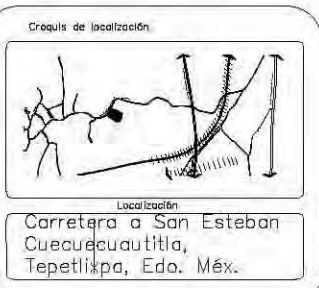 Croquis de localización
Localización
Carretera a San Esteban
Cuecuecuautitla,
Tepetlixpa, Edo. Méx.